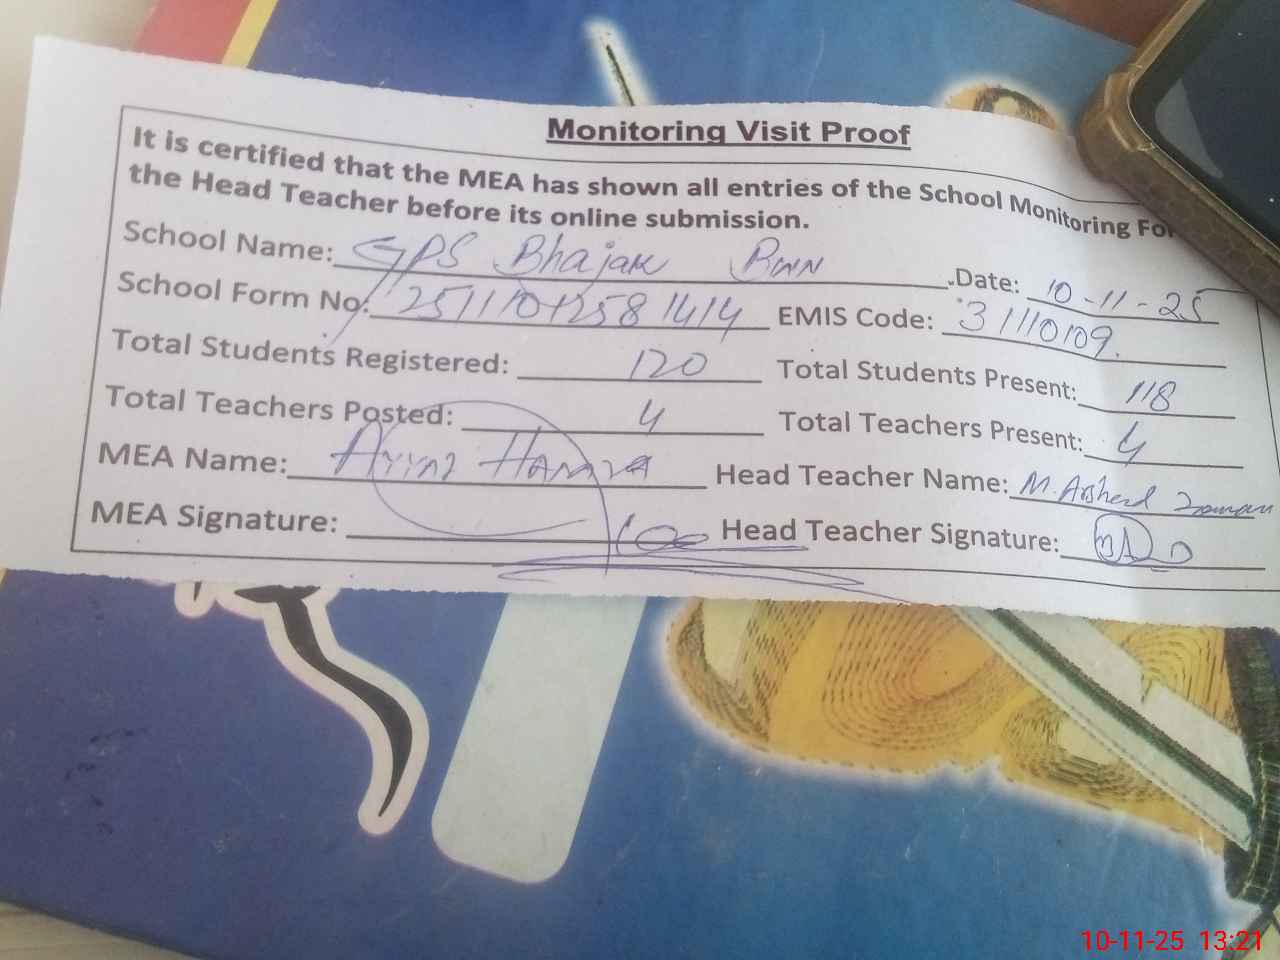 Monitoring Visit Proof
It is certified that the MEA has shown all entries of the School Monitoring For
the Head Teacher before its online submission.
School Name: GPS Bhajak Date: 10-11-25
School Form No: EMIS Code: 31110109.
Total Students Registered: 120 Total Students Present: 118
Total Teachers Posted: 4 Total Teachers Present: 4
MEA Name: Hamza Head Teacher Name: M. Arshad Zaman
MEA Signature: Head Teacher Signature:
10-11-25 13:21